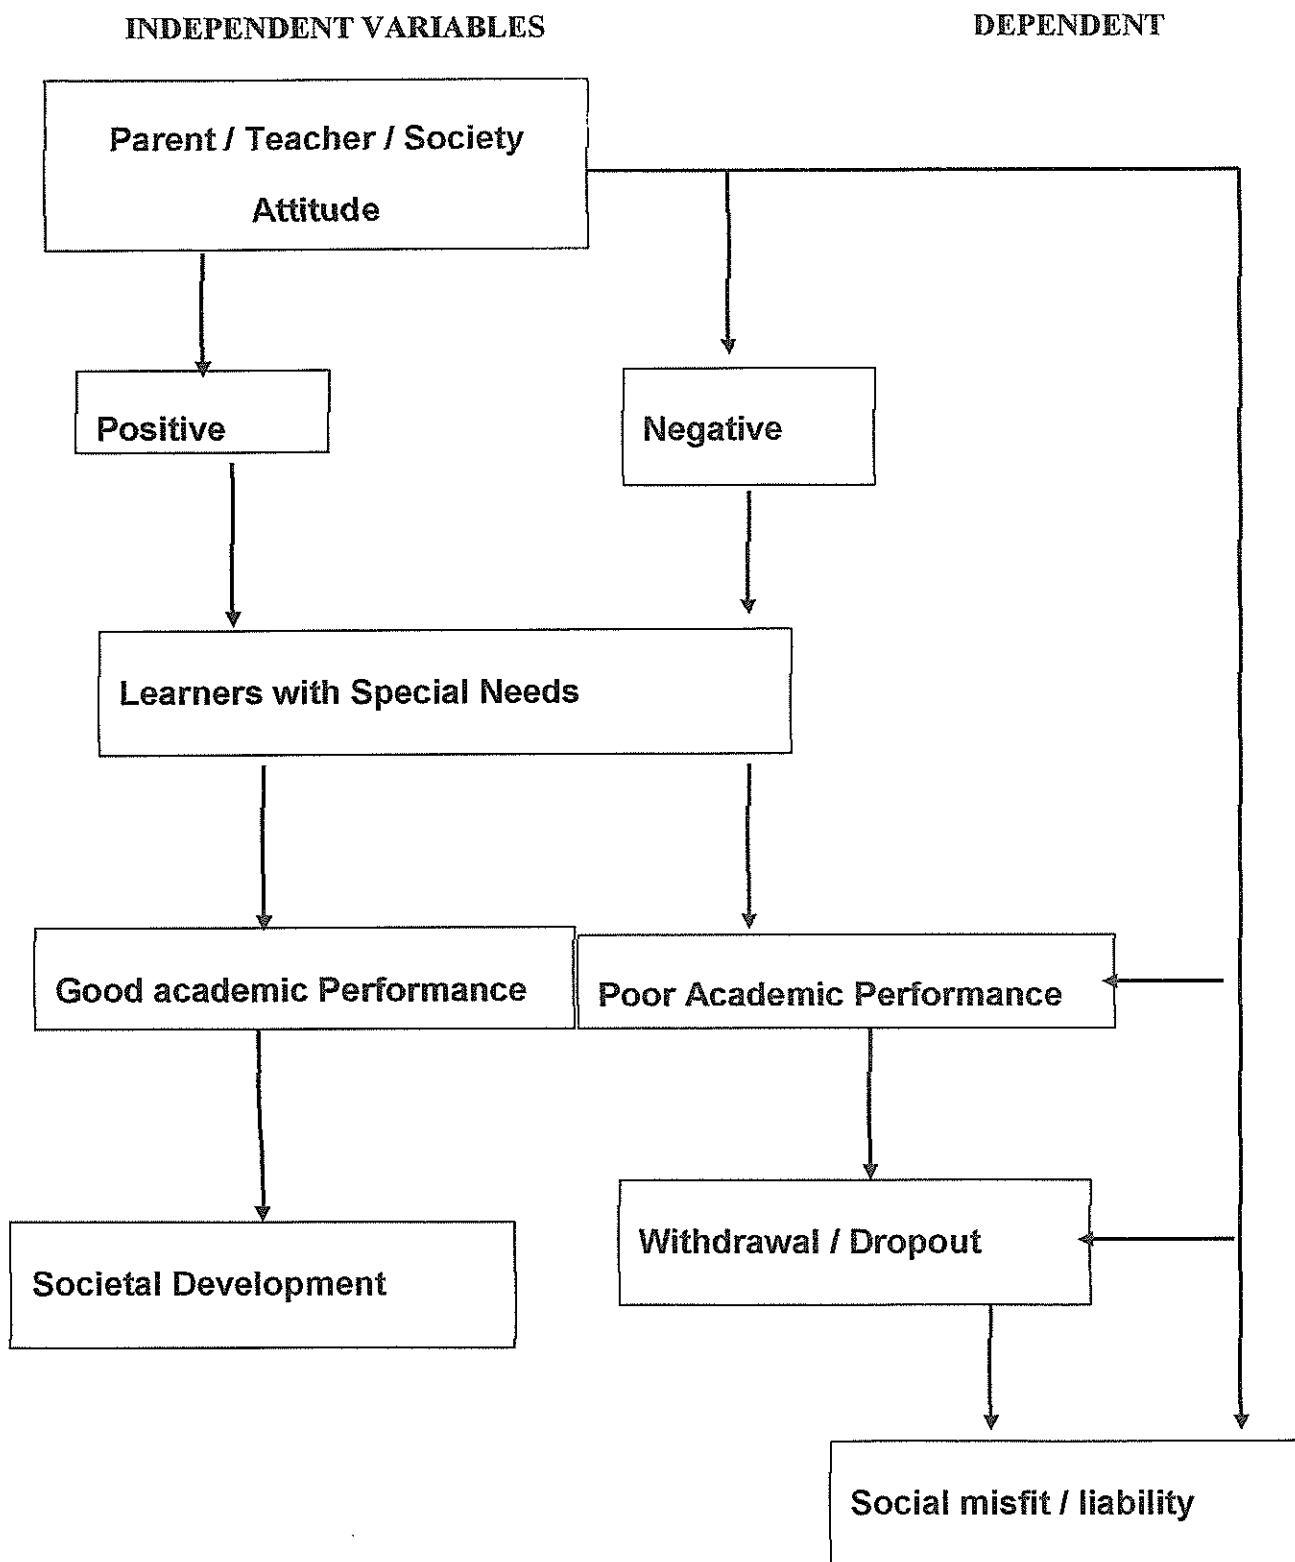 INDEPENDENT VARIABLES
DEPENDENT
Parent / Teacher / Society
Attitude
Positive
Negative
Learners with Special Needs
Good academic Performance
Poor Academic Performance
Withdrawal / Dropout
Societal Development
Social misfit / liability